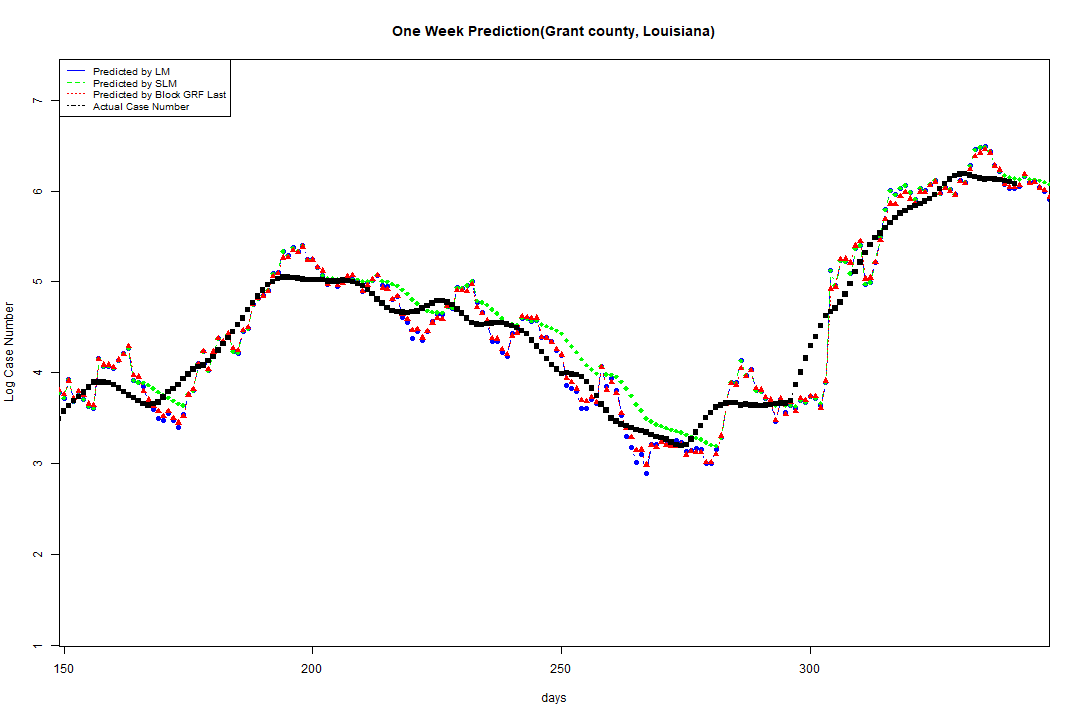 One Week Prediction(Grant county, Louisiana)
Predicted by LM
Predicted by SLM
Predicted by Block GRF Last
Actual Case Number
Log Case Number
7
6
5
4
3
2
1
150 200 250 300
days